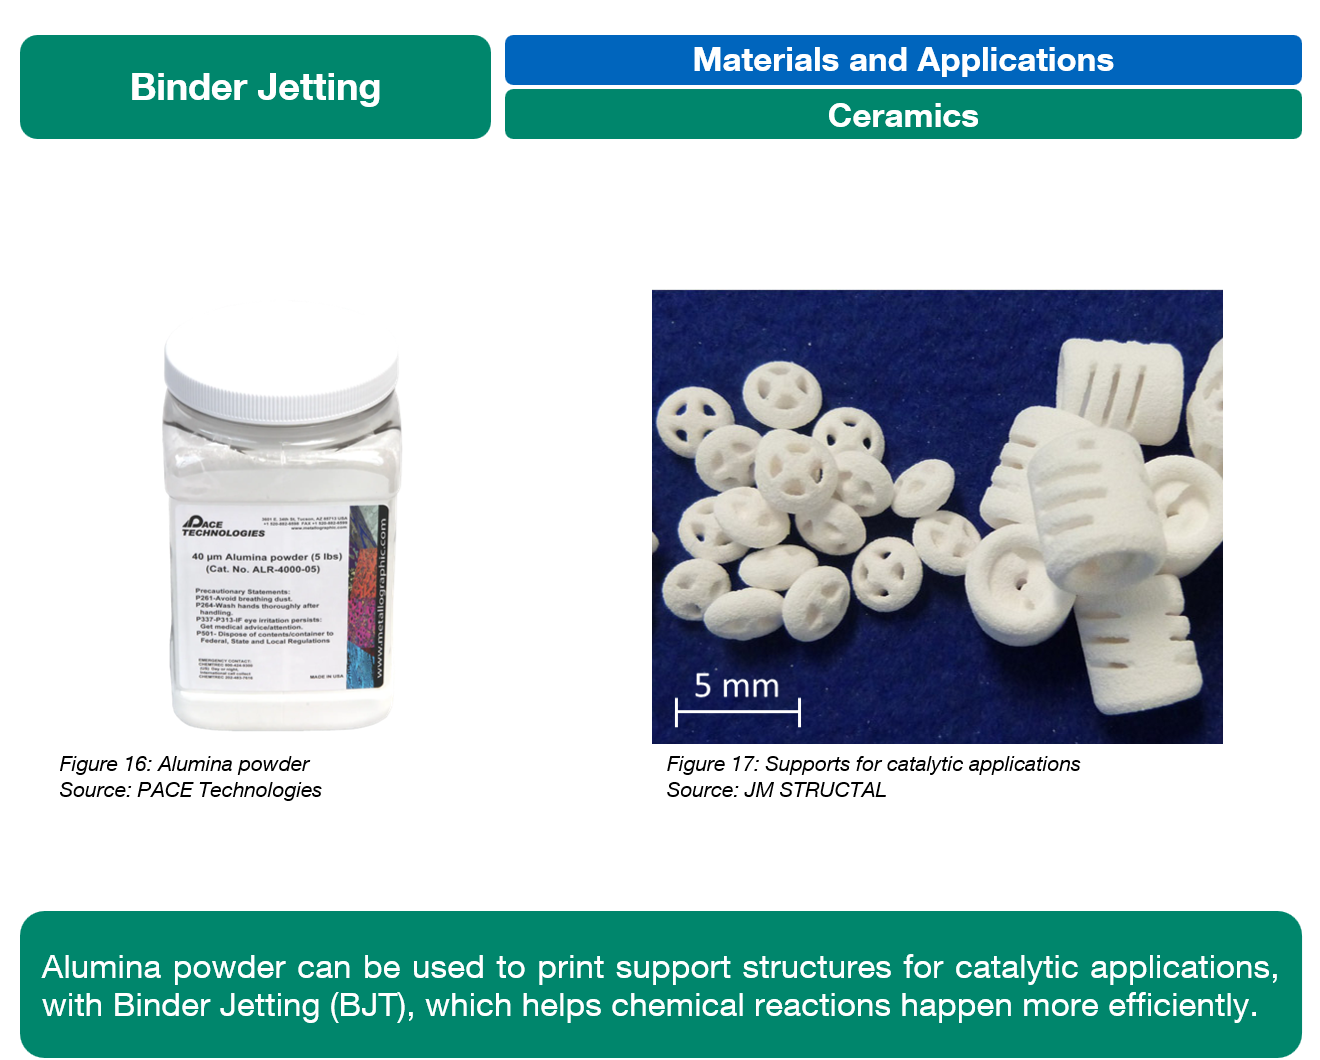 Binder Jetting
Materials and Applications
Ceramics
PACE
TECHNOLOGIES
www.metallographic.com
40 µm Alumina powder (5 lbs)
(Cat. No. ALR-4000-05)
Precautionary Statements:
P261-Avoid breathing dust.
P264-Wash hands thoroughly after
handling.
P337-P313-IF eye irritation persists:
Get medical advice/attention.
P501- Dispose of contents/container to
Federal, State and Local Regulations
EMERGENCY CONTACT:
MADE IN USA
www.metallographic.com
5 mm
Figure 16: Alumina powder
Source: PACE Technologies
Figure 17: Supports for catalytic applications
Source: JM STRUCTAL
Alumina powder can be used to print support structures for catalytic applications,
with Binder Jetting (BJT), which helps chemical reactions happen more efficiently.